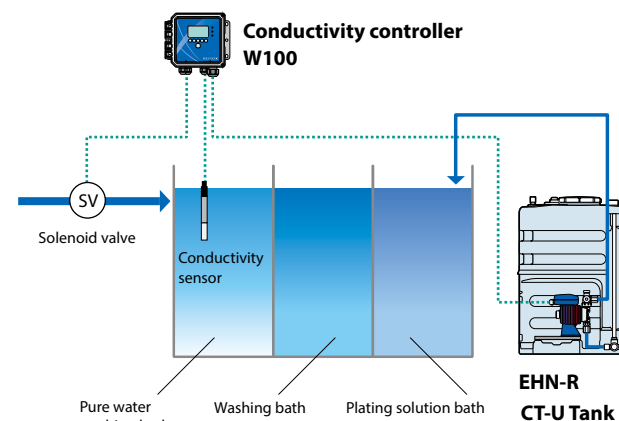 Conductivity controller
W100
SV
Solenoid valve
Conductivity
sensor
Pure water
Washing bath
Plating solution bath
EHN-R
CT-U Tank